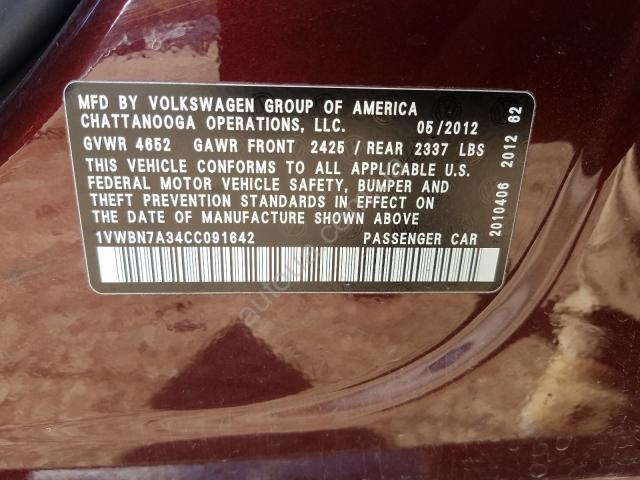 MFD BY VOLKSWAGEN GROUP OF AMERICA
CHATTANOOGA OPERATIONS, LLC. 05/2012
GVWR 4652 GAWR FRONT 2425 / REAR 2337 LBS
THIS VEHICLE CONFORMS TO ALL APPLICABLE U.S.
FEDERAL MOTOR VEHICLE SAFETY, BUMPER AND
THEFT PREVENTION STANDARDS IN EFFECT ON
THE DATE OF MANUFACTURE SHOWN ABOVE
1VWBN7A34CC091642 PASSENGER CAR
2010406 2012 62